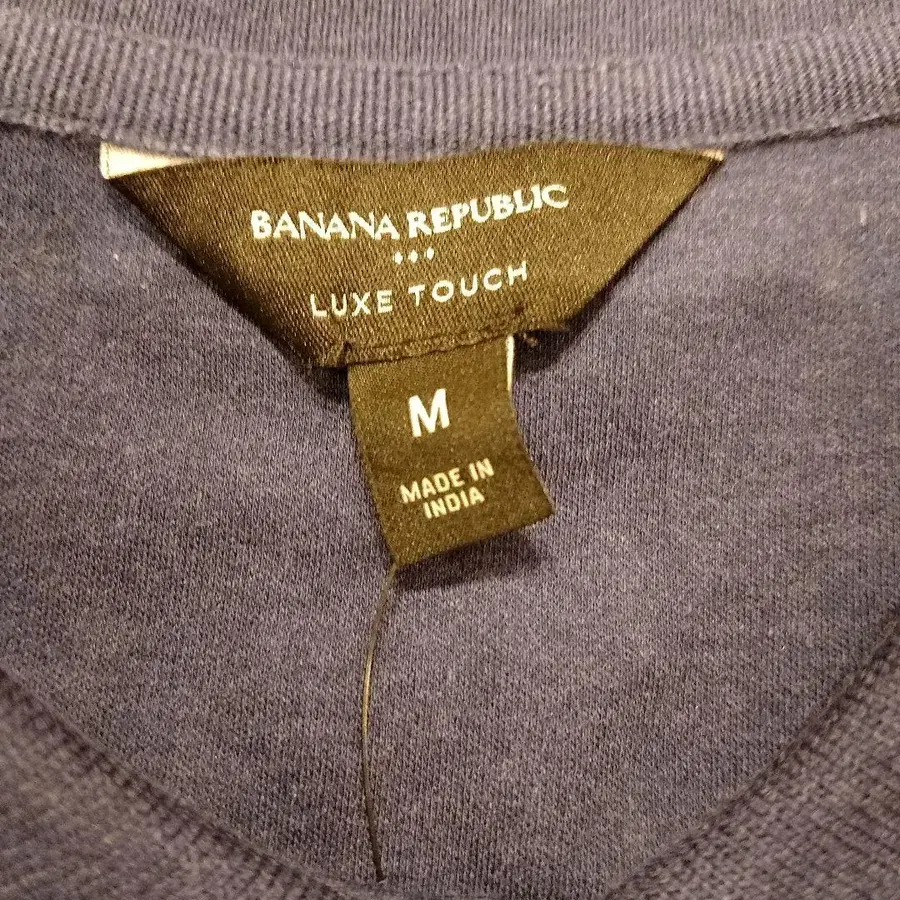 BANANA REPUBLIC
LUXE TOUCH
M
MADE IN
INDIA